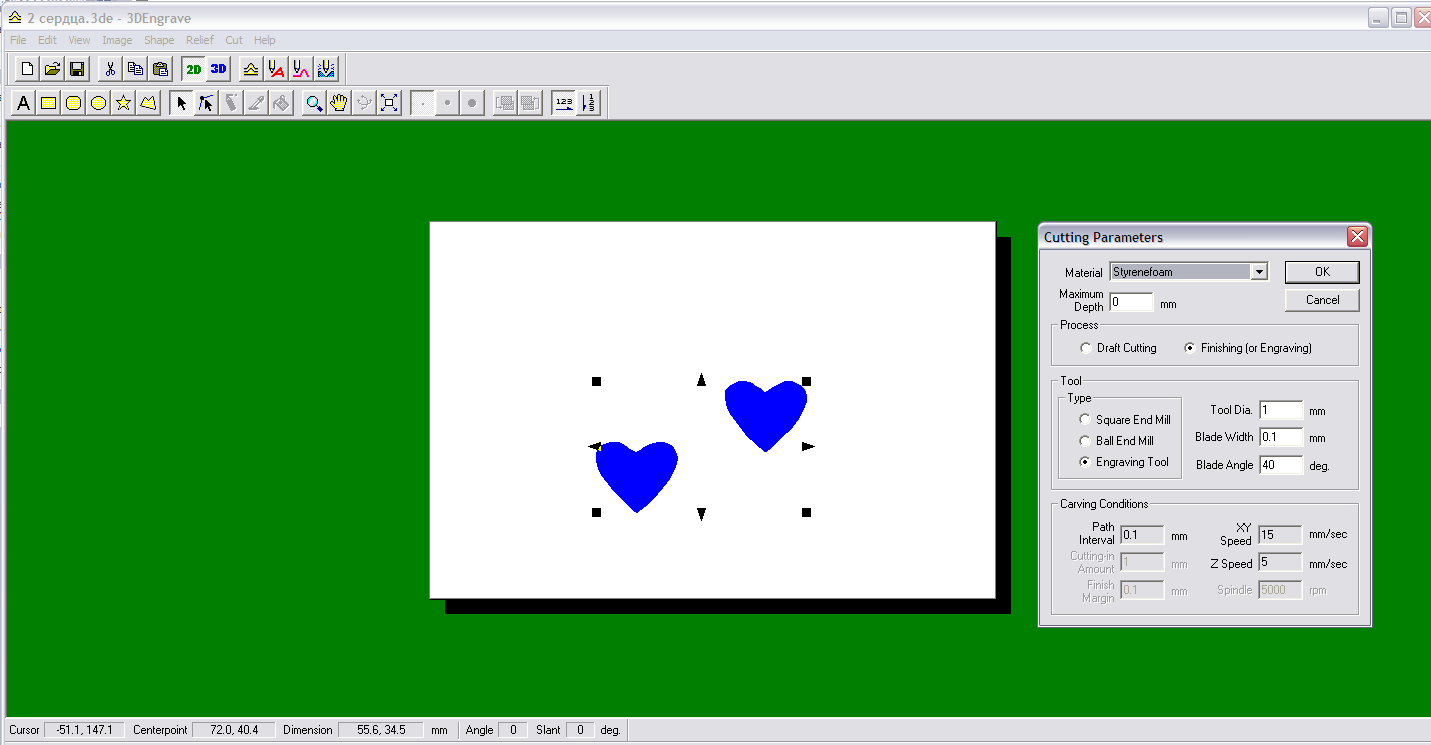 2 сердца.3de - 3DEngrave
File Edit View Image Shape Relief Cut Help
2D 3D
A 123 123
Cutting Parameters
Material Styrenefoam OK
Maximum Depth 0 mm Cancel
Process
Draft Cutting Finishing (or Engraving)
Tool
Type
Square End Mill Tool Dia. 1 mm
Ball End Mill Blade Width 0.1 mm
Engraving Tool Blade Angle 40 deg.
Carving Conditions
Path Interval 0.1 mm XY Speed 15 mm/sec
Cutting-in Amount 1 mm Z Speed 5 mm/sec
Finish Margin 0.1 mm Spindle 5000 rpm
Cursor -51.1, 147.1 Centerpoint 72.0, 40.4 Dimension 55.6, 34.5 mm Angle 0 Slant 0 deg.